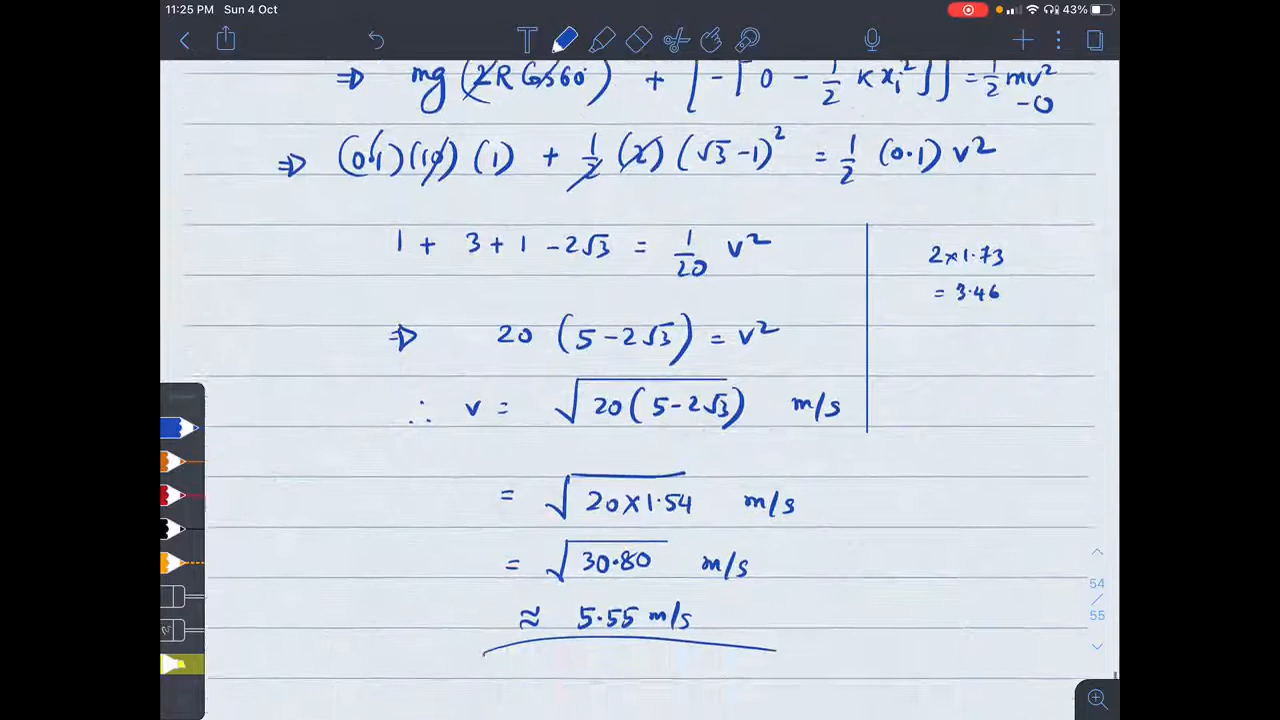 11:25 PM Sun 4 Oct 43%
T
⇒ mg (2R Cos60°) + [-[0 - 1/2 K xᵢ²]] = 1/2 mv² - 0
⇒ (0.1)(10)(1) + 1/2 (2) (√3 - 1)² = 1/2 (0.1) v²
1 + 3 + 1 - 2√3 = 1/20 v²
2×1.73
= 3.46
⇒ 20 (5 - 2√3) = v²
∴ v = √20(5 - 2√3) m/s
= √20×1.54 m/s
= √30.80 m/s
≈ 5.55 m/s
54
/
55